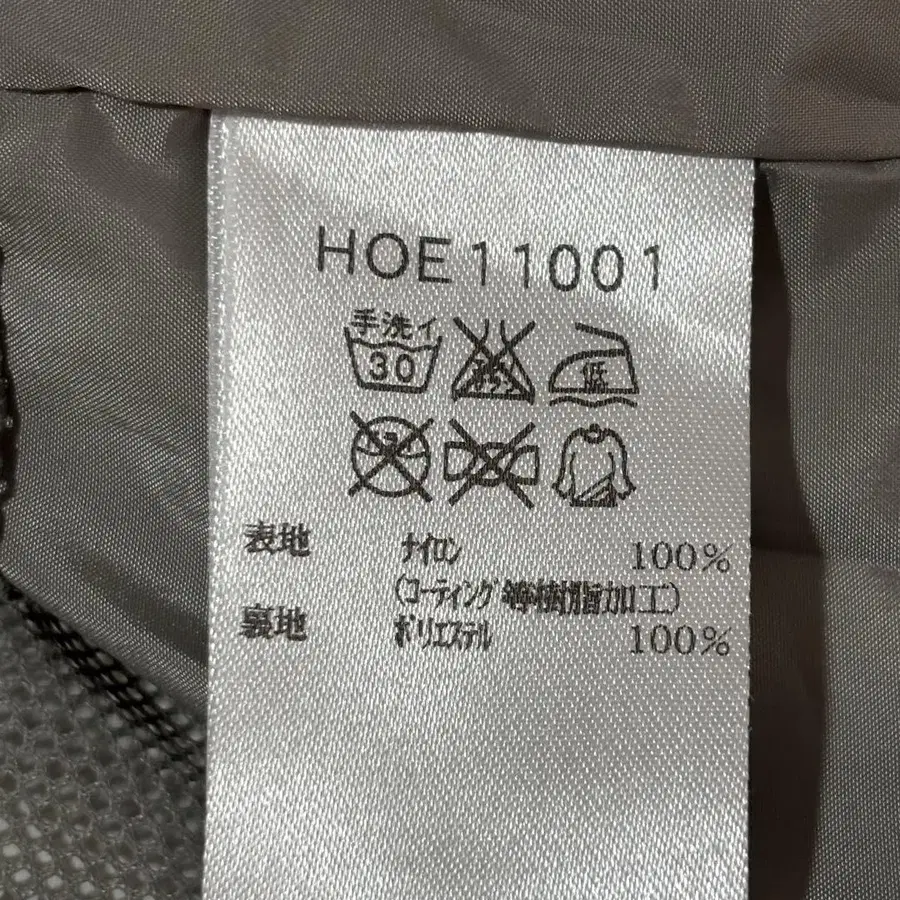 HOE11001
手洗イ
30
低
表地 ナイロン 100%
(コーティング等樹脂加工)
裏地 ポリエステル 100%